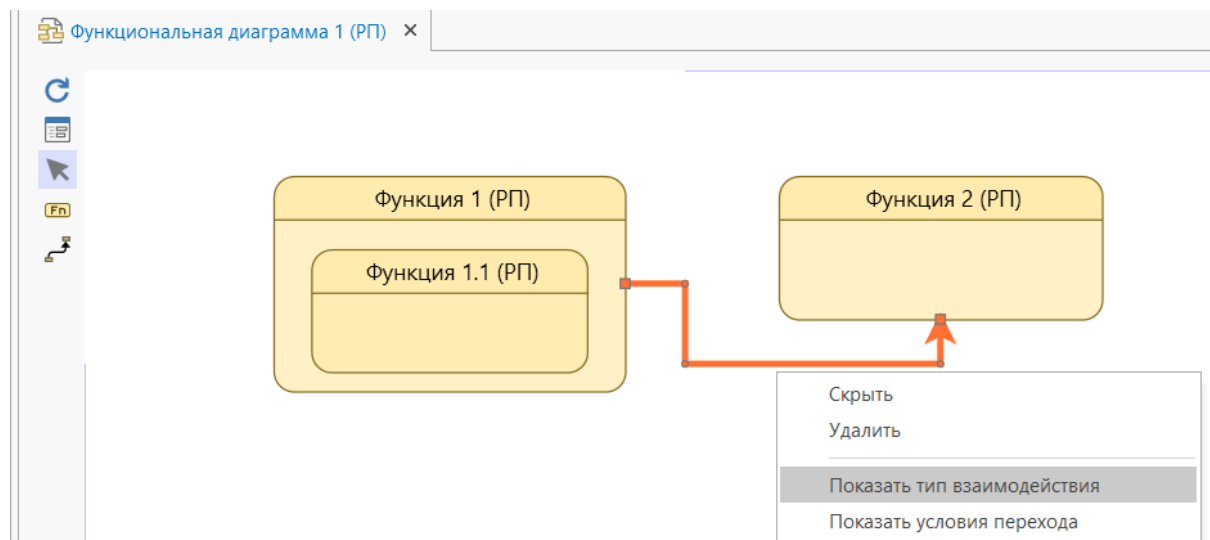 Функциональная диаграмма 1 (РП) ×
Fn
Функция 1 (РП)
Функция 2 (РП)
Функция 1.1 (РП)
Скрыть
Удалить
Показать тип взаимодействия
Показать условия перехода